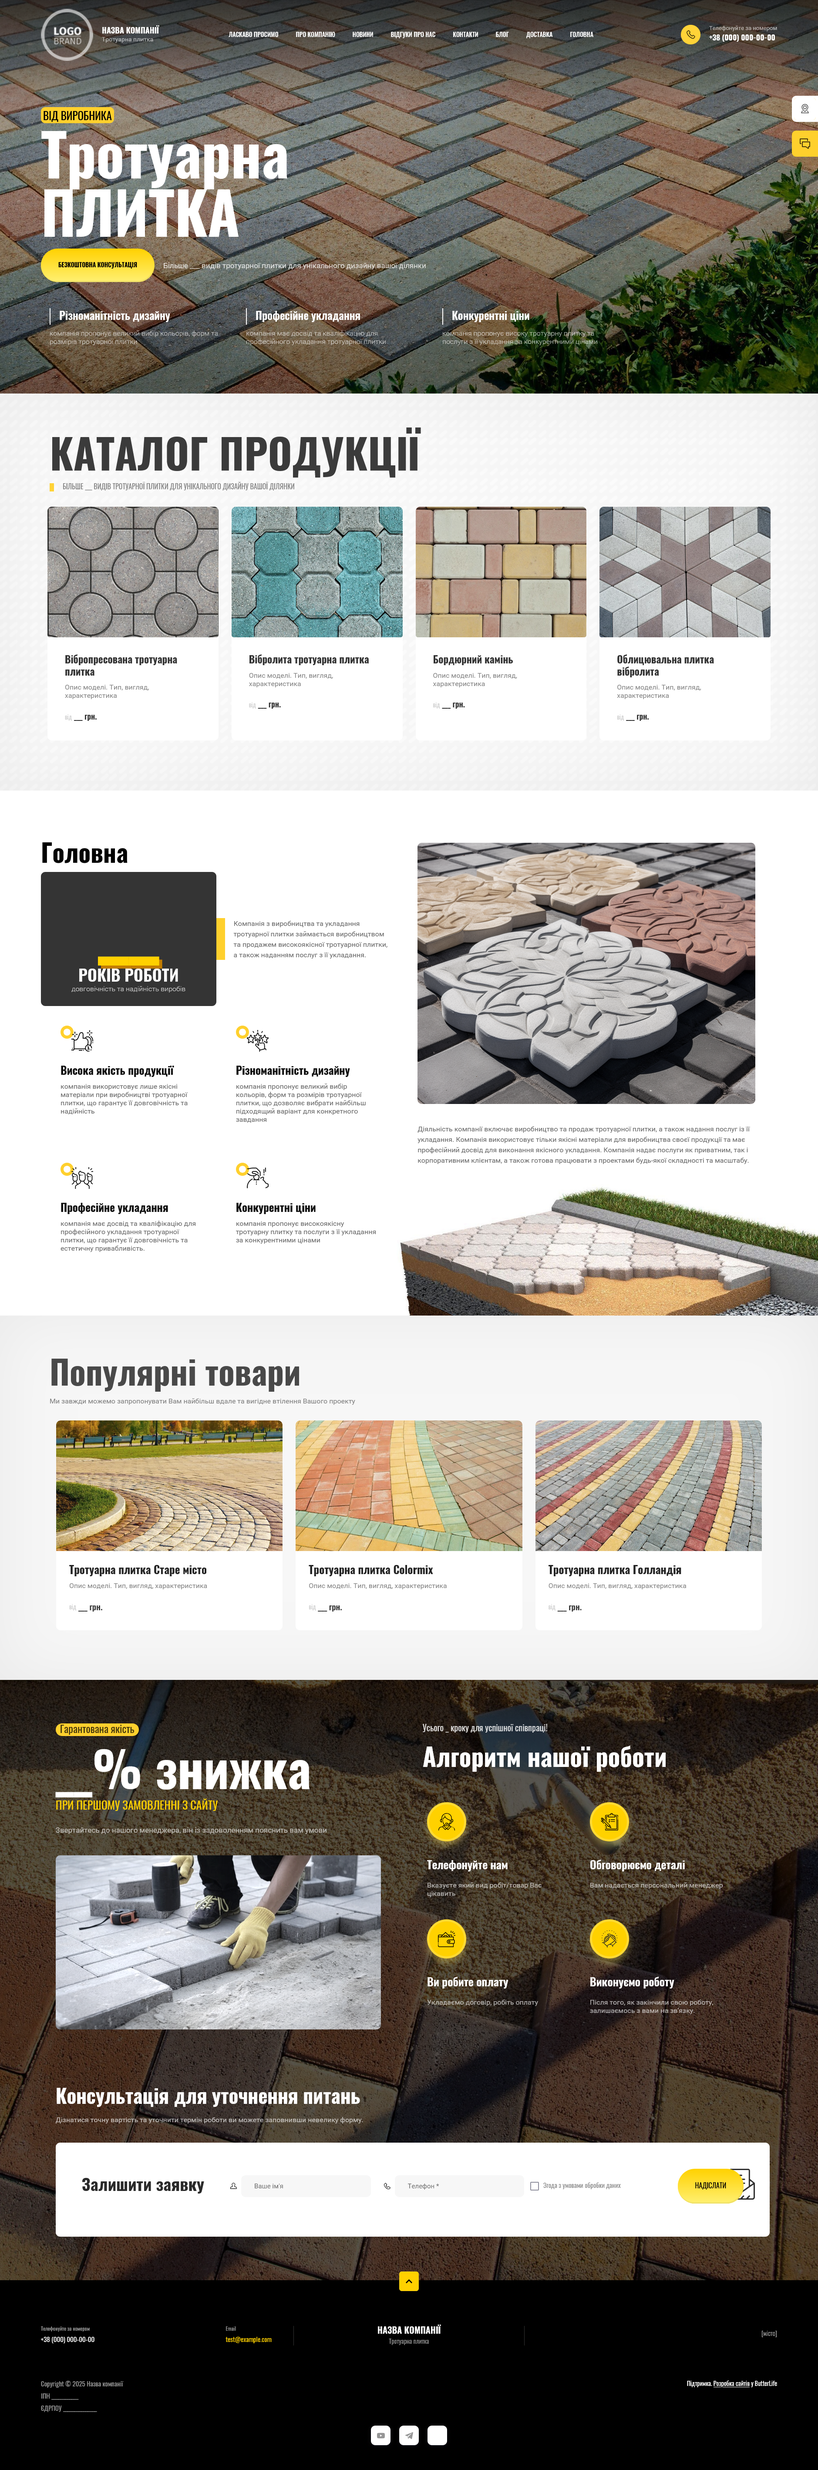 LOGO
BRAND
НАЗВА КОМПАНІЇ
Тротуарна плитка
ЛАСКАВО ПРОСИМО ПРО КОМПАНІЮ НОВИНИ ВІДГУКИ ПРО НАС КОНТАКТИ БЛОГ ДОСТАВКА ГОЛОВНА
Телефонуйте за номером
+38 (000) 000-00-00
ВІД ВИРОБНИКА
Тротуарна
ПЛИТКА
БЕЗКОШТОВНА КОНСУЛЬТАЦІЯ
Більше __ видів тротуарної плитки для унікального дизайну вашої ділянки
Різноманітність дизайну
компанія пропонує великий вибір кольорів, форм та
розмірів тротуарної плитки
Професійне укладання
компанія має досвід та кваліфікацію для
професійного укладання тротуарної плитки
Конкурентні ціни
компанія пропонує високу тротуарну плитку та
послуги з її укладання за конкурентними цінами
КАТАЛОГ ПРОДУКЦІЇ
БІЛЬШЕ __ ВИДІВ ТРОТУАРНОЇ ПЛИТКИ ДЛЯ УНІКАЛЬНОГО ДИЗАЙНУ ВАШОЇ ДІЛЯНКИ
Вібропресована тротуарна
плитка
Опис моделі. Тип, вигляд,
характеристика
від __ грн.
Вібролита тротуарна плитка
Опис моделі. Тип, вигляд,
характеристика
від __ грн.
Бордюрний камінь
Опис моделі. Тип, вигляд,
характеристика
від __ грн.
Облицювальна плитка
вібролита
Опис моделі. Тип, вигляд,
характеристика
від __ грн.
Головна
РОКІВ РОБОТИ
довговічність та надійність виробів
Компанія з виробництва та укладання
тротуарної плитки займається виробництвом
та продажем високоякісної тротуарної плитки,
а також наданням послуг з її укладання.
Висока якість продукції
компанія використовує лише якісні
матеріали при виробництві тротуарної
плитки, що гарантує її довговічність та
надійність
Різноманітність дизайну
компанія пропонує великий вибір
кольорів, форм та розмірів тротуарної
плитки, що дозволяє вибрати найбільш
підходящий варіант для конкретного
завдання
Професійне укладання
компанія має досвід та кваліфікацію для
професійного укладання тротуарної
плитки, що гарантує її довговічність та
естетичну привабливість.
Конкурентні ціни
компанія пропонує високоякісну
тротуарну плитку та послуги з її укладання
за конкурентними цінами
Діяльність компанії включає виробництво та продаж тротуарної плитки, а також надання послуг із її
укладання. Компанія використовує тільки якісні матеріали для виробництва своєї продукції та має
професійний досвід для виконання якісного укладання. Компанія надає послуги як приватним, так і
корпоративним клієнтам, а також готова працювати з проектами будь-якої складності та масштабу.
Популярні товари
Ми завжди можемо запропонувати Вам найбільш вдале та вигідне втілення Вашого проекту
Тротуарна плитка Старе місто
Опис моделі. Тип, вигляд, характеристика
від __ грн.
Тротуарна плитка Colormix
Опис моделі. Тип, вигляд, характеристика
від __ грн.
Тротуарна плитка Голландія
Опис моделі. Тип, вигляд, характеристика
від __ грн.
Гарантована якість
__% знижка
ПРИ ПЕРШОМУ ЗАМОВЛЕННІ З САЙТУ
Звертайтесь до нашого менеджера, він із задоволенням пояснить вам умови
Усього _ кроку для успішної співпраці!
Алгоритм нашої роботи
Телефонуйте нам
Вказуєте який вид робіт/товар Вас
цікавить
Обговорюємо деталі
Вам надається персональний менеджер
Ви робите оплату
Укладаємо договір, робіть оплату
Виконуємо роботу
Після того, як закінчили свою роботу,
залишаємось з вами на зв'язку.
Консультація для уточнення питань
Дізнатися точну вартість та уточнити термін роботи ви можете заповнивши невелику форму.
Залишити заявку
Ваше ім'я
Телефон *
Згода з умовами обробки даних
НАДІСЛАТИ
Телефонуйте за номером
+38 (000) 000-00-00
Email
test@example.com
НАЗВА КОМПАНІЇ
Тротуарна плитка
[місто]
Copyright © 2025 Назва компанії
ІПН __________
ЄДРПОУ __________
Підтримка. Розробка сайтів у ButterLife